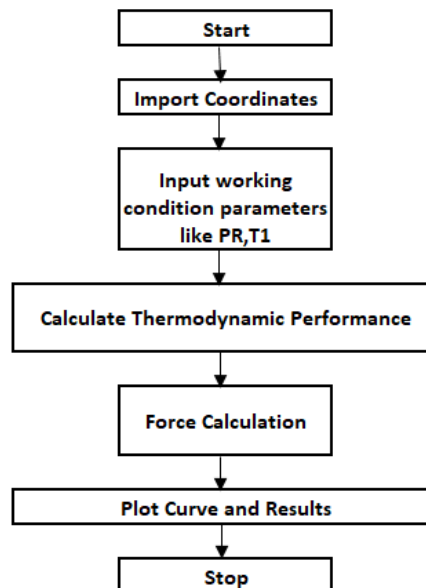 Start
Import Coordinates
Input working
condition parameters
like PR,T1
Calculate Thermodynamic Performance
Force Calculation
Plot Curve and Results
Stop